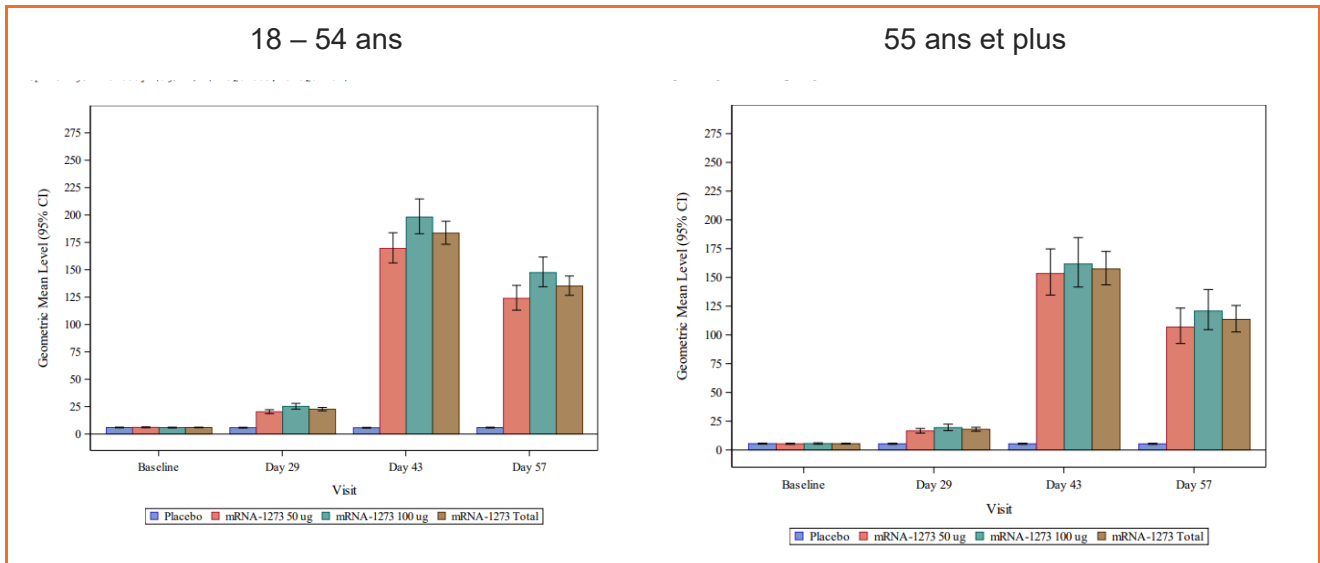 18 – 54 ans
55 ans et plus
Geometric Mean Level (95% CI)
275
250
225
200
175
150
125
100
75
50
25
0
Baseline Day 29 Day 43 Day 57
Visit
Placebo mRNA-1273 50 ug mRNA-1273 100 ug mRNA-1273 Total
Geometric Mean Level (95% CI)
275
250
225
200
175
150
125
100
75
50
25
0
Baseline Day 29 Day 43 Day 57
Visit
Placebo mRNA-1273 50 ug mRNA-1273 100 ug mRNA-1273 Total